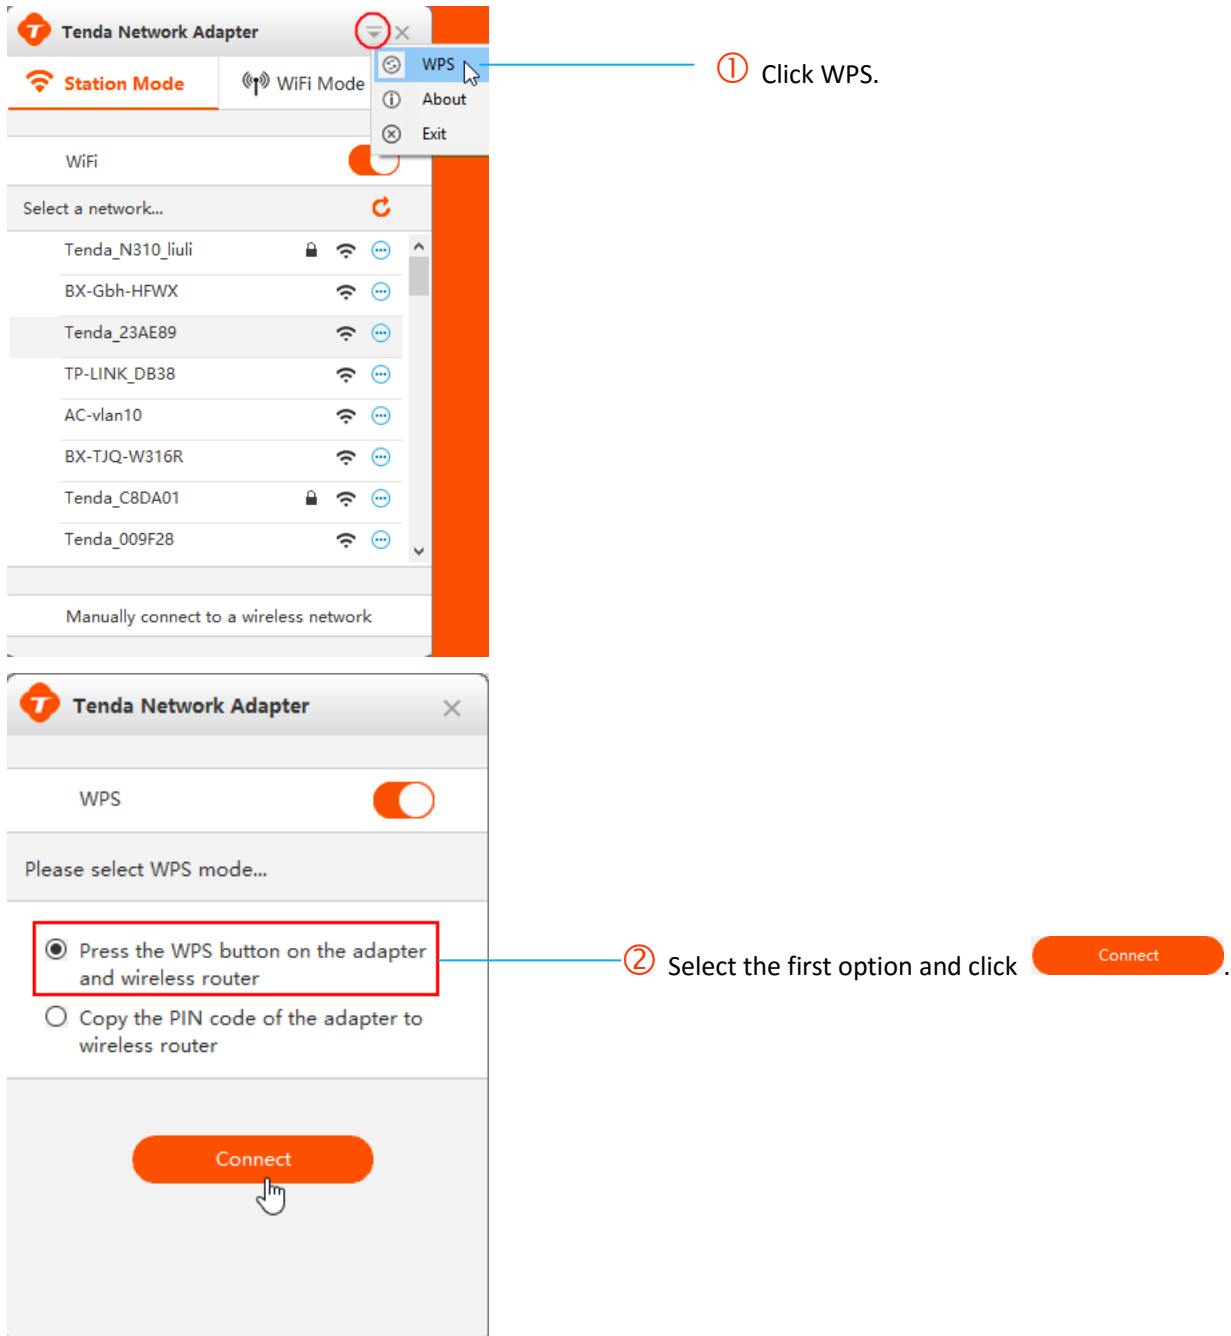 Tenda Network Adapter
Station Mode
WiFi Mode
WPS
About
Exit
① Click WPS.
WiFi
Select a network...
Tenda_N310_liuli
BX-Gbh-HFWX
Tenda_23AE89
TP-LINK_DB38
AC-vlan10
BX-TJQ-W316R
Tenda_C8DA01
Tenda_009F28
Manually connect to a wireless network
Tenda Network Adapter
WPS
Please select WPS mode...
Press the WPS button on the adapter
and wireless router
② Select the first option and click Connect.
Copy the PIN code of the adapter to
wireless router
Connect